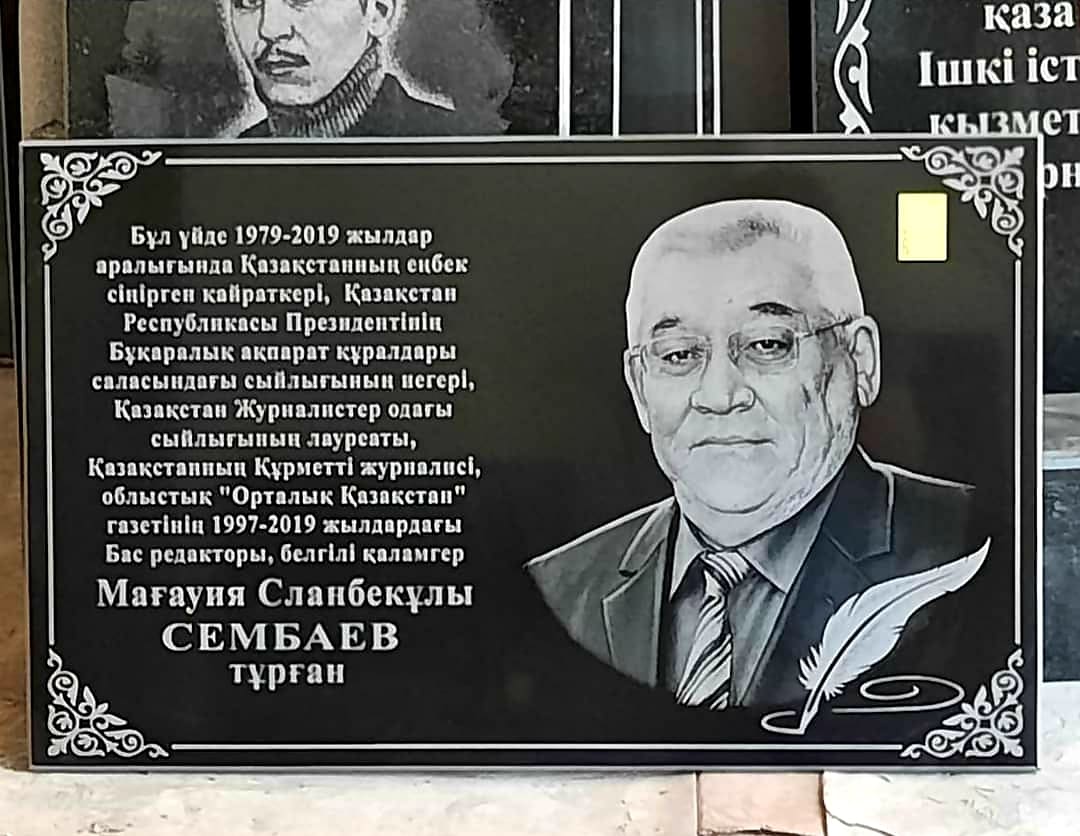 қаза
Ішкі іст
қызмет
Бұл үйде 1979-2019 жылдар
аралығында Қазақстанның еңбек
сіңірген қайраткері, Қазақстан
Республикасы Президентінің
Бұқаралық ақпарат құралдары
саласындағы сыйлығының иегері,
Қазақстан Журналистер одағы
сыйлығының лауреаты,
Қазақстанның Құрметті журналисі,
облыстық "Орталық Қазақстан"
газетінің 1997-2019 жылдардағы
Бас редакторы, белгілі қаламгер
Мағауия Сланбекұлы
СЕМБАЕВ
тұрған